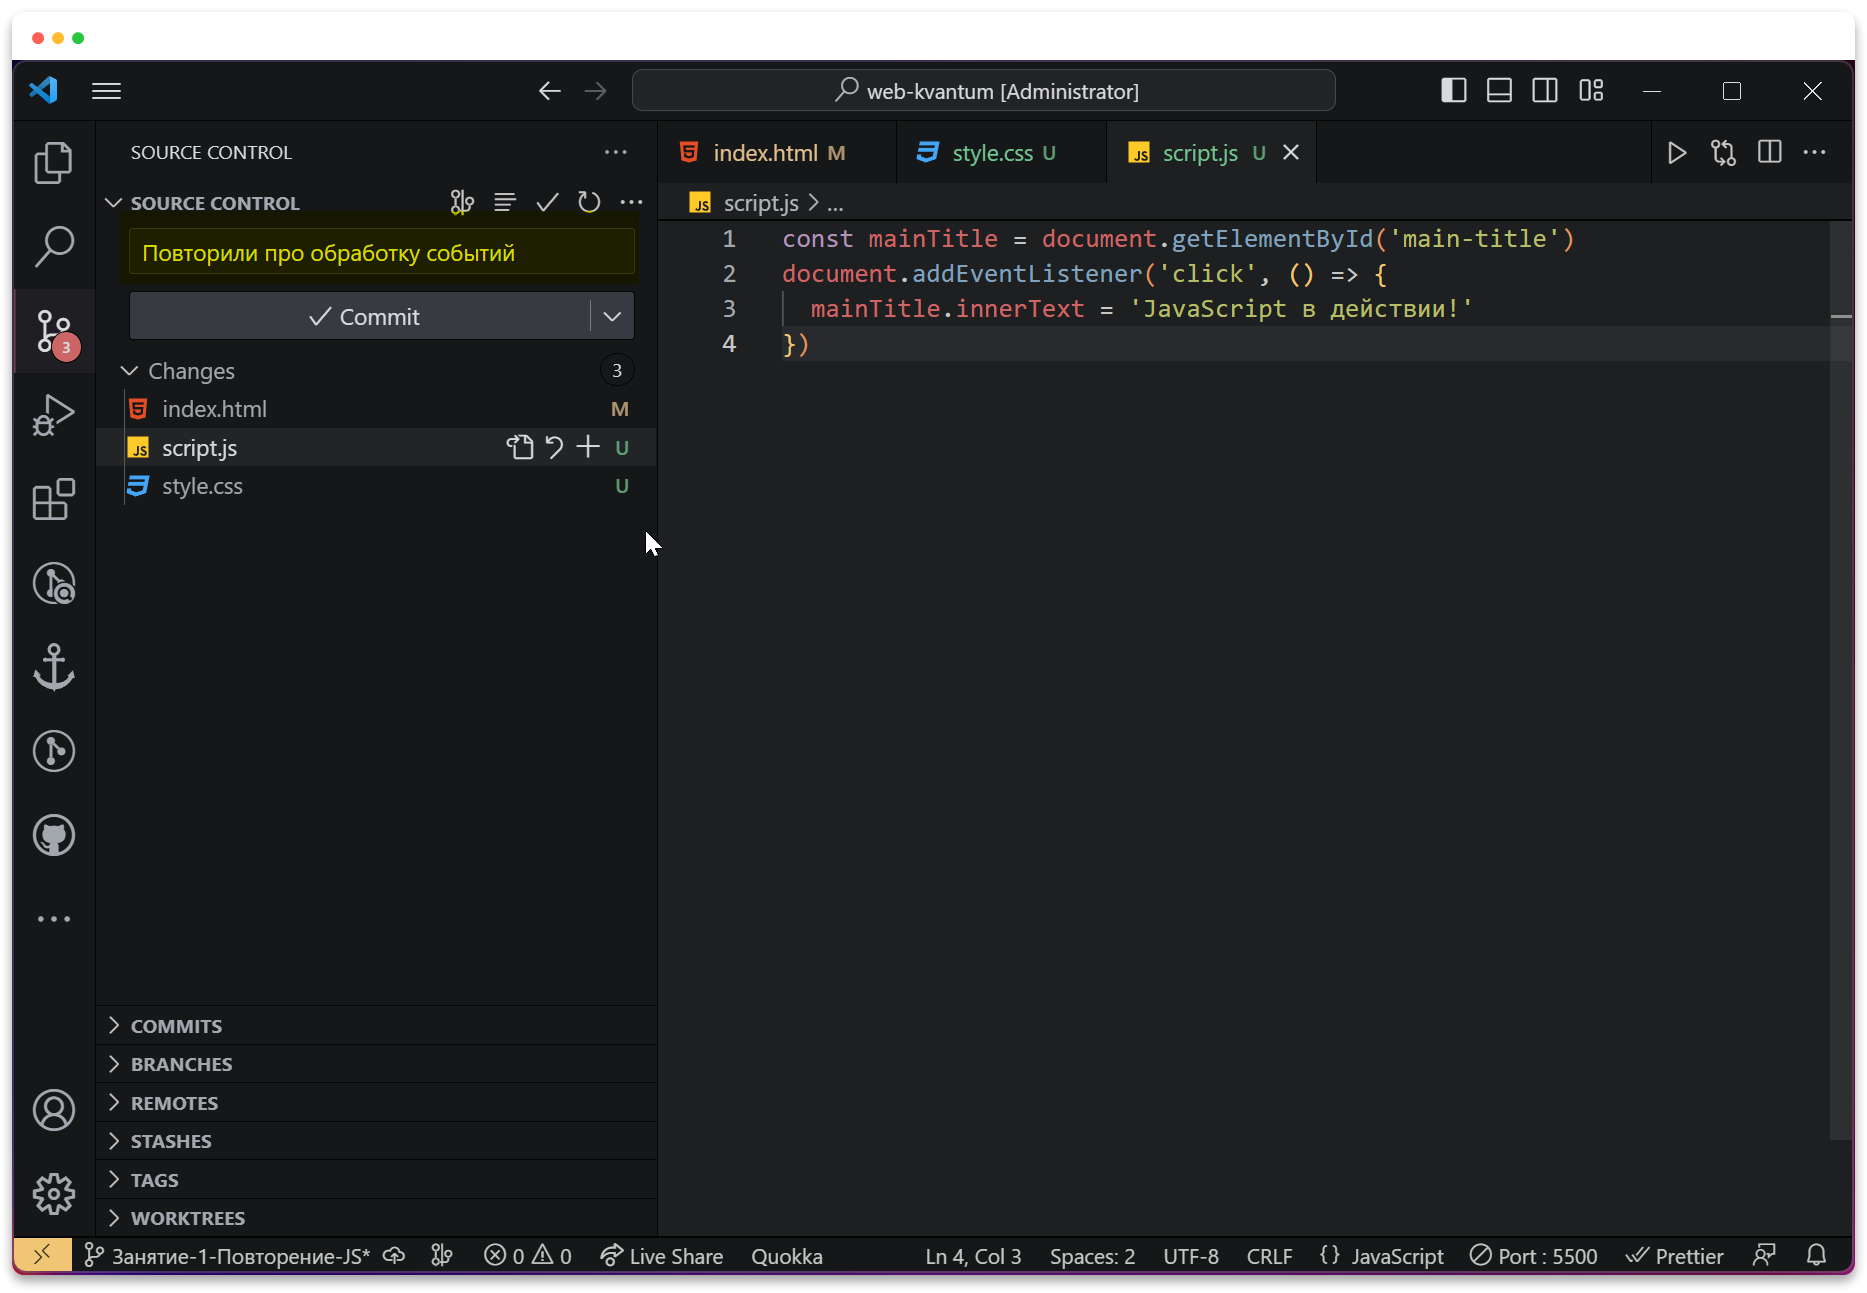 web-kvantum [Administrator]
SOURCE CONTROL
SOURCE CONTROL
Повторили про обработку событий
Commit
Changes 3
index.html M
script.js U
style.css U
COMMITS
BRANCHES
REMOTES
STASHES
TAGS
WORKTREES
3
index.html M
style.css U
JS script.js U
JS script.js > ...
1 const mainTitle = document.getElementById('main-title')
2 document.addEventListener('click', () => {
3 mainTitle.innerText = 'JavaScript в действии!'
4 })
Занятие-1-Повторение-JS* 0 0 Live Share Quokka Ln 4, Col 3 Spaces: 2 UTF-8 CRLF {} JavaScript Port : 5500 Prettier